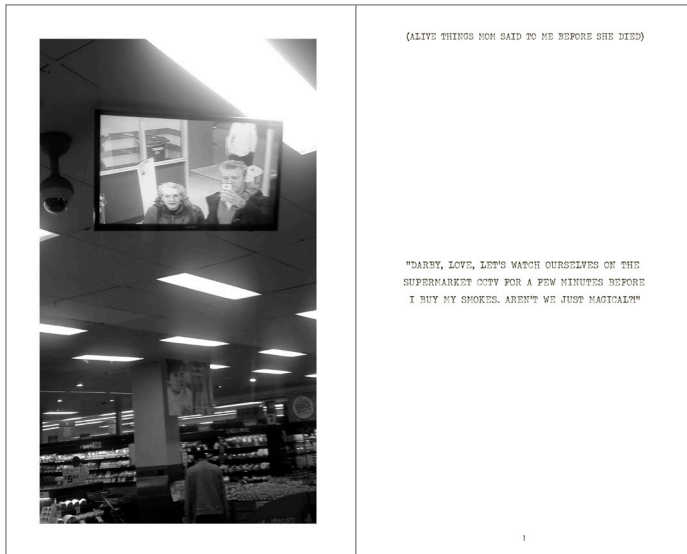 (ALIVE THINGS MOM SAID TO ME BEFORE SHE DIED)
"DARBY, LOVE, LET'S WATCH OURSELVES ON THE
SUPERMARKET CCTV FOR A FEW MINUTES BEFORE
I BUY MY SMOKES. AREN'T WE JUST MAGICAL?!"
1